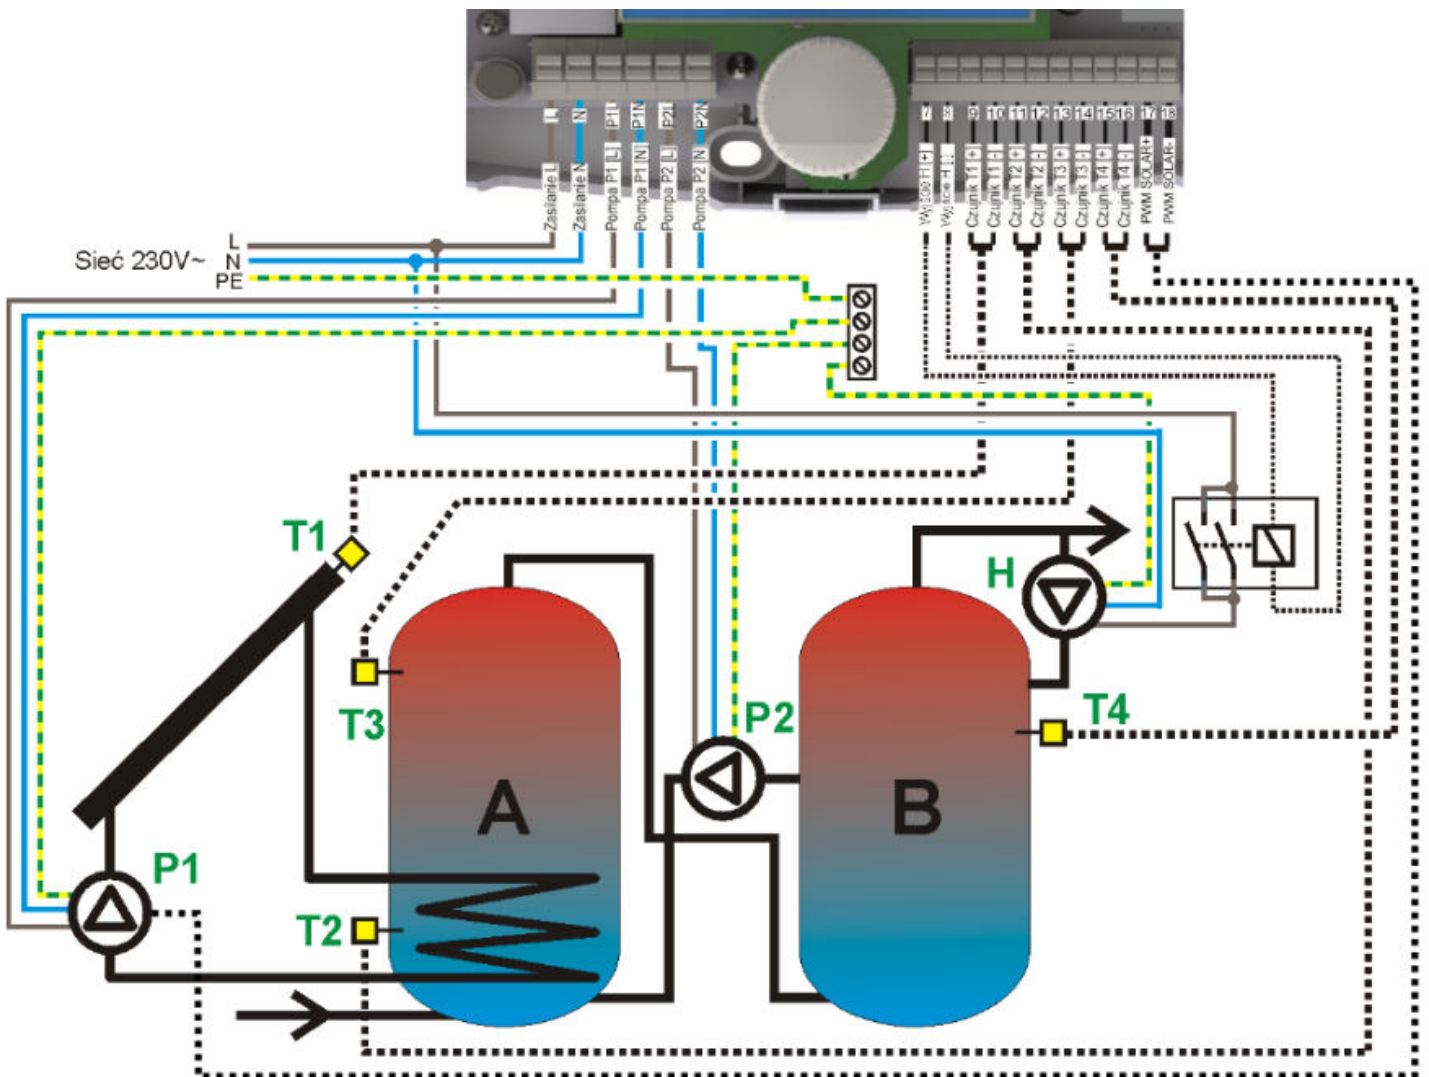 L
N
P1L
P1N
P2L
P2N
7
8
9
10
11
12
13
14
15
16
17
18
Zasilanie L
Zasilanie N
Pompa P1 [L]
Pompa P1 [N]
Pompa P2 [L]
Pompa P2 [N]
Wyjście H [+]
Wyjście H [-]
Czujnik T1 [+]
Czujnik T1 [-]
Czujnik T2 [+]
Czujnik T2 [-]
Czujnik T3 [+]
Czujnik T3 [-]
Czujnik T4 [+]
Czujnik T4 [-]
PWM SOLAR+
PWM SOLAR-
L
Sieć 230V~ N
PE
T1
H
T3
P2
T4
A
B
P1
T2